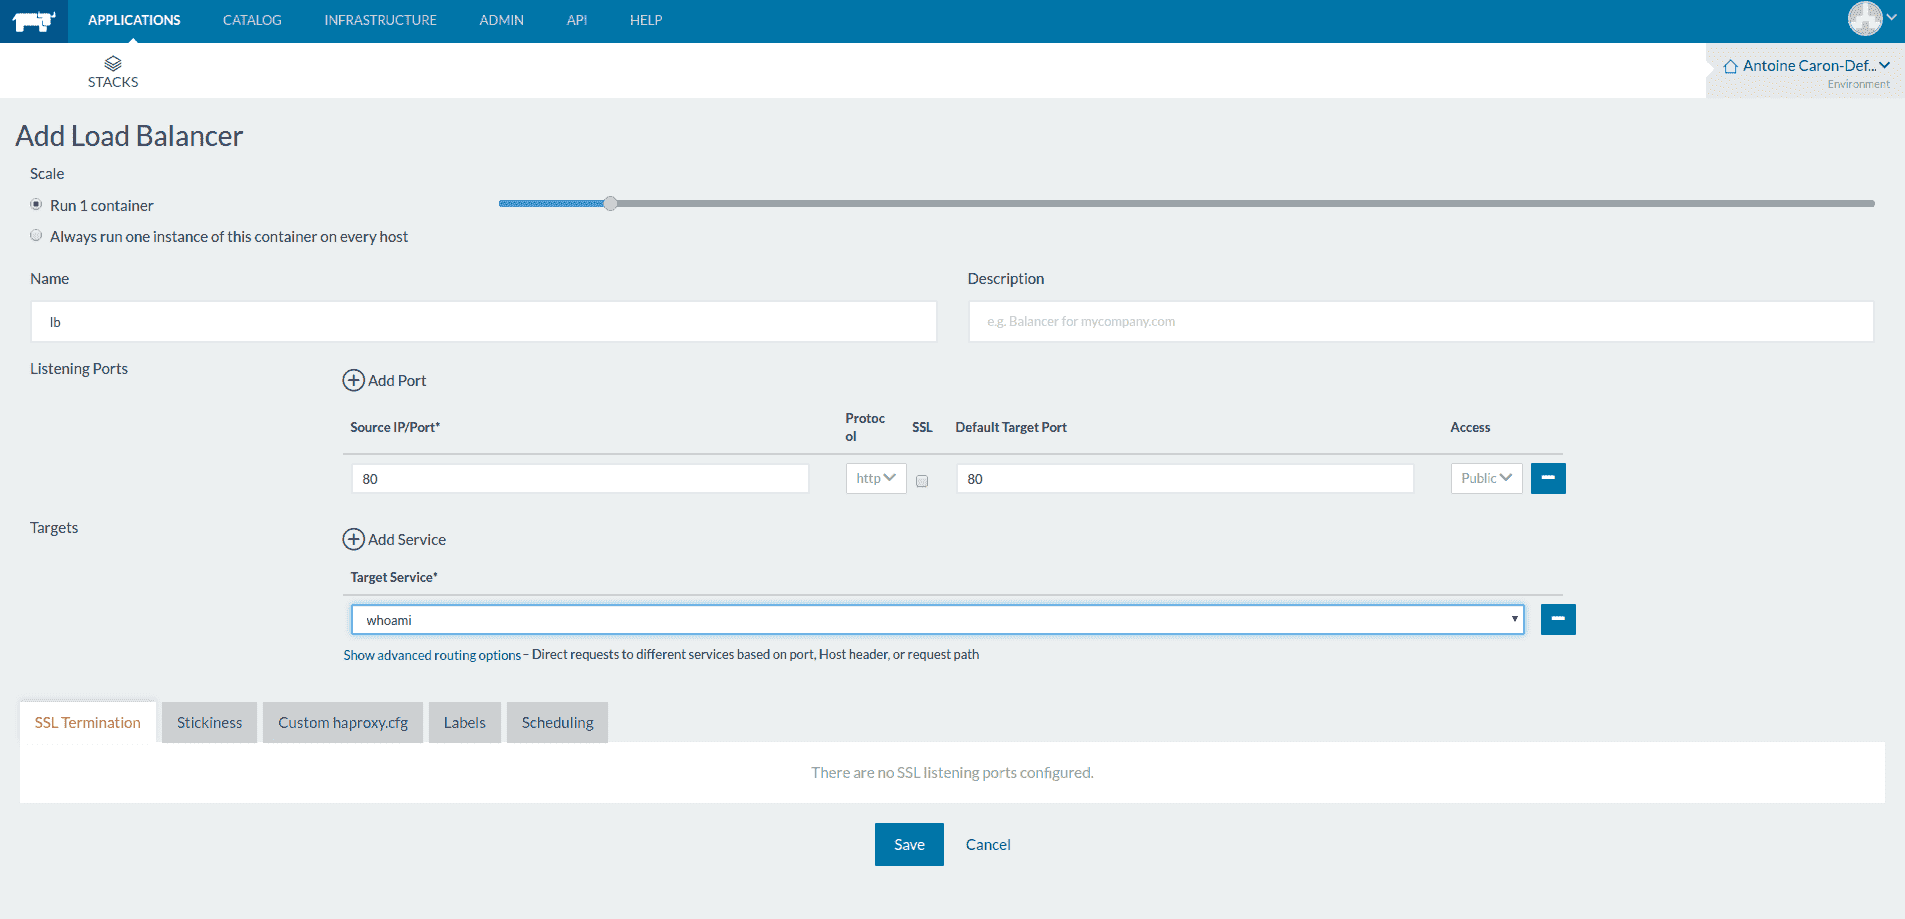 APPLICATIONS CATALOG INFRASTRUCTURE ADMIN API HELP
STACKS
Antoine Caron-Def...
Environment
Add Load Balancer
Scale
Run 1 container
Always run one instance of this container on every host
Name Description
lb e.g. Balancer for mycompany.com
Listening Ports
Add Port
Source IP/Port* Protoc
ol SSL Default Target Port Access
80 http 80 Public
Targets
Add Service
Target Service*
whoami
Show advanced routing options – Direct requests to different services based on port, Host header, or request path
SSL Termination Stickiness Custom haproxy.cfg Labels Scheduling
There are no SSL listening ports configured.
Save Cancel